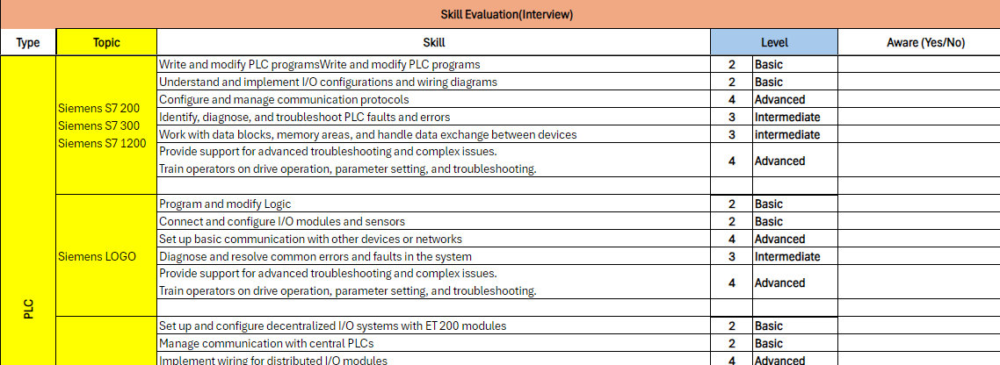 Skill Evaluation(Interview)
Type Topic Skill Level Aware (Yes/No)
PLC
Siemens S7 200
Siemens S7 300
Siemens S7 1200
Write and modify PLC programsWrite and modify PLC programs 2 Basic
Understand and implement I/O configurations and wiring diagrams 2 Basic
Configure and manage communication protocols 4 Advanced
Identify, diagnose, and troubleshoot PLC faults and errors 3 Intermediate
Work with data blocks, memory areas, and handle data exchange between devices 3 intermediate
Provide support for advanced troubleshooting and complex issues.
Train operators on drive operation, parameter setting, and troubleshooting.
4 Advanced
Siemens LOGO
Program and modify Logic 2 Basic
Connect and configure I/O modules and sensors 2 Basic
Set up basic communication with other devices or networks 4 Advanced
Diagnose and resolve common errors and faults in the system 3 Intermediate
Provide support for advanced troubleshooting and complex issues.
Train operators on drive operation, parameter setting, and troubleshooting.
4 Advanced
Set up and configure decentralized I/O systems with ET 200 modules 2 Basic
Manage communication with central PLCs 2 Basic
Implement wiring for distributed I/O modules 4 Advanced